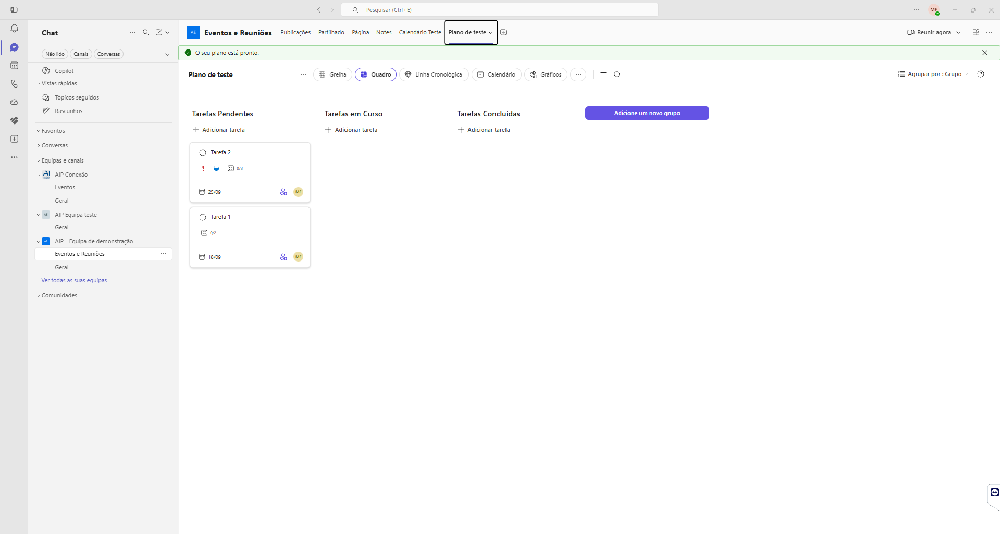 Pesquisar (Ctrl+E)
MF
Chat
Não lido
Canais
Conversas
Copilot
Vistas rápidas
Tópicos seguidos
Rascunhos
Favoritos
Conversas
Equipas e canais
AIP Conexão
Eventos
Geral
AE AIP Equipa teste
Geral
AE AIP - Equipa de demonstração
Eventos e Reuniões
Geral_
Ver todas as suas equipas
Comunidades
AE Eventos e Reuniões
Publicações
Partilhado
Página
Notes
Calendário Teste
Plano de teste
Reunir agora
O seu plano está pronto.
Plano de teste
Grelha
Quadro
Linha Cronológica
Calendário
Gráficos
Agrupar por : Grupo
Tarefas Pendentes
Adicionar tarefa
Tarefa 2
0/3
25/09
MF
Tarefa 1
0/2
18/09
MF
Tarefas em Curso
Adicionar tarefa
Tarefas Concluídas
Adicionar tarefa
Adicione um novo grupo